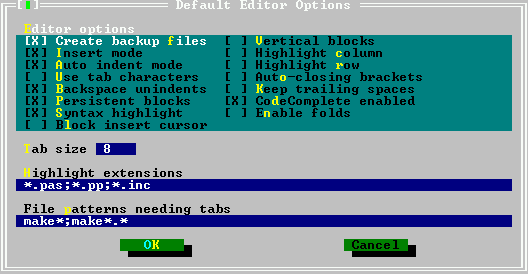 Default Editor Options
Editor options
[X] Create backup files [ ] Vertical blocks
[X] Insert mode [ ] Highlight column
[X] Auto indent mode [ ] Highlight row
[ ] Use tab characters [ ] Auto-closing brackets
[X] Backspace unindents [ ] Keep trailing spaces
[X] Persistent blocks [X] CodeComplete enabled
[X] Syntax highlight [ ] Enable folds
[ ] Block insert cursor
Tab size 8
Highlight extensions
*.pas;*.pp;*.inc
File patterns needing tabs
make*;make*.*
OK Cancel